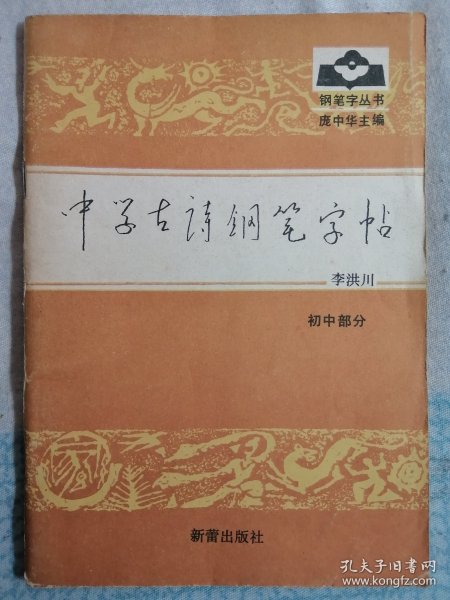 钢笔字丛书
庞中华主编
中学古诗钢笔字帖
李洪川
初中部分
新蕾出版社
孔夫子旧书网
www.kongfz.com